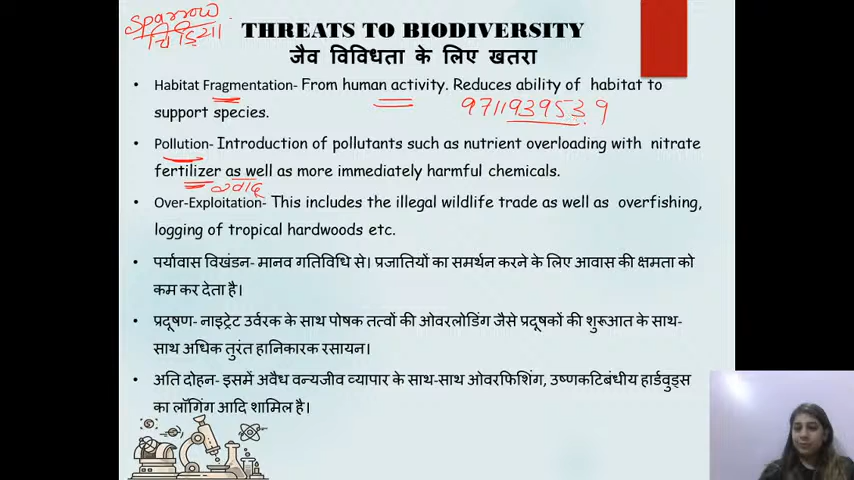 sparrow
चिड़िया
THREATS TO BIODIVERSITY
जैव विविधता के लिए खतरा
• Habitat Fragmentation- From human activity. Reduces ability of habitat to
9711939539
support species.
• Pollution- Introduction of pollutants such as nutrient overloading with nitrate
fertilizer as well as more immediately harmful chemicals.
• Over-Exploitation- This includes the illegal wildlife trade as well as overfishing,
logging of tropical hardwoods etc.
• पर्यावास विखंडन- मानव गतिविधि से। प्रजातियों का समर्थन करने के लिए आवास की क्षमता को
कम कर देता है।
• प्रदूषण- नाइट्रेट उर्वरक के साथ पोषक तत्वों की ओवरलोडिंग जैसे प्रदूषकों की शुरूआत के साथ-
साथ अधिक तुरंत हानिकारक रसायन।
• अति दोहन- इसमें अवैध वन्यजीव व्यापार के साथ-साथ ओवरफिशिंग, उष्णकटिबंधीय हार्डवुड्स
का लॉगिंग आदि शामिल है।